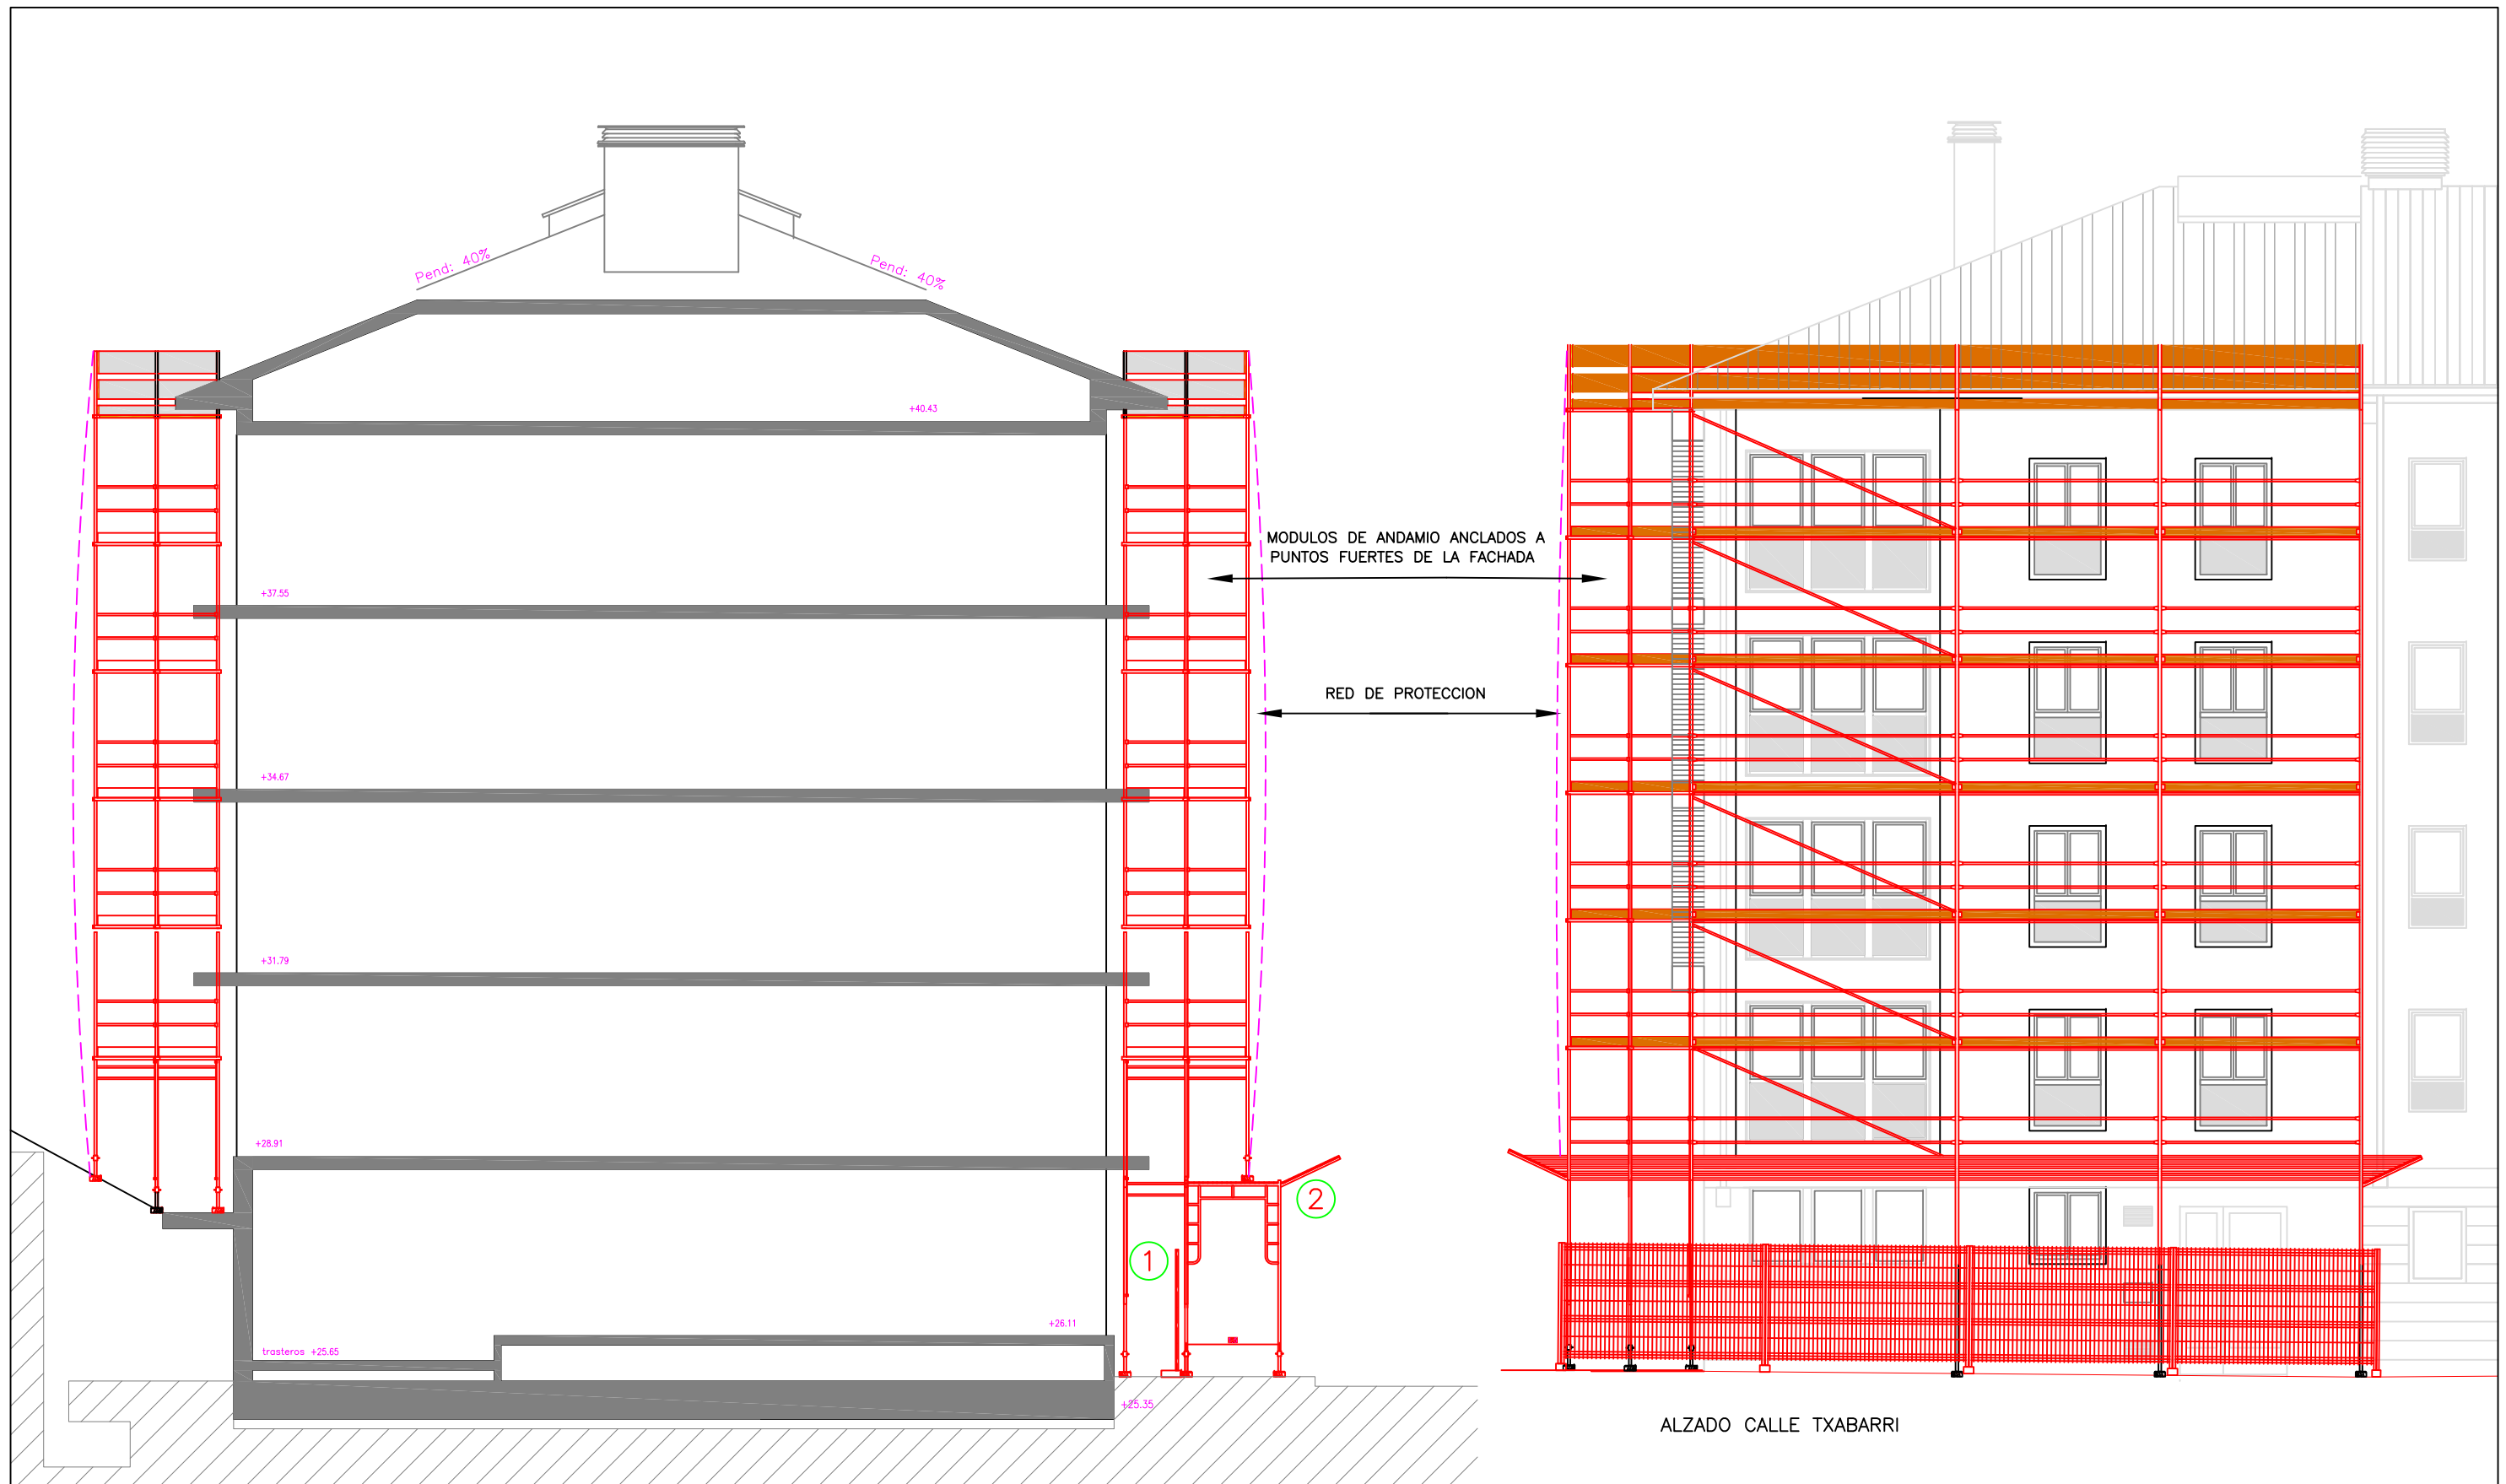 Pend: 40%
Pend: 40%
+40.43
MODULOS DE ANDAMIO ANCLADOS A
PUNTOS FUERTES DE LA FACHADA
+37.55
RED DE PROTECCION
+34.67
+31.79
+28.91
2
1
+26.11
trasteros +25.65
+25.35
ALZADO CALLE TXABARRI